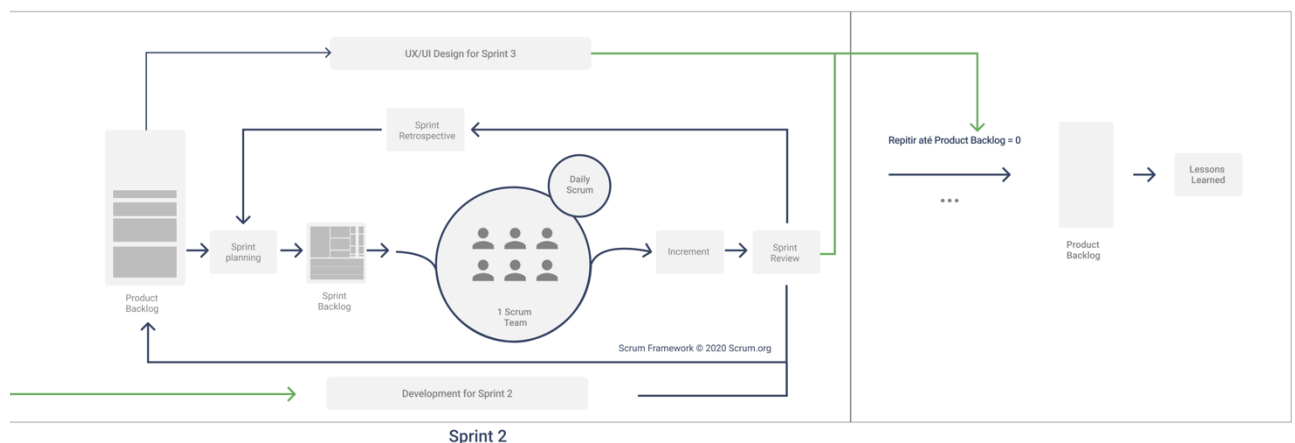 UX/UI Design for Sprint 3
Sprint
Retrospective
Daily
Scrum
Sprint
planning
Product
Backlog
Sprint
Backlog
1 Scrum
Team
Increment
Sprint
Review
Scrum Framework © 2020 Scrum.org
Development for Sprint 2
Sprint 2
Repitir até Product Backlog = 0
...
Product
Backlog
Lessons
Learned